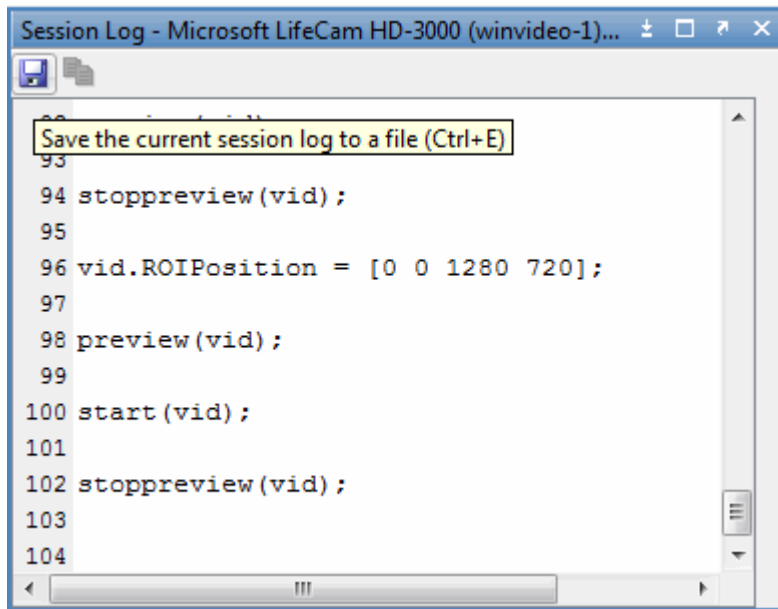 Session Log - Microsoft LifeCam HD-3000 (winvideo-1)...
Save the current session log to a file (Ctrl+E)
93
94 stoppreview(vid);
95
96 vid.ROIPosition = [0 0 1280 720];
97
98 preview(vid);
99
100 start(vid);
101
102 stoppreview(vid);
103
104